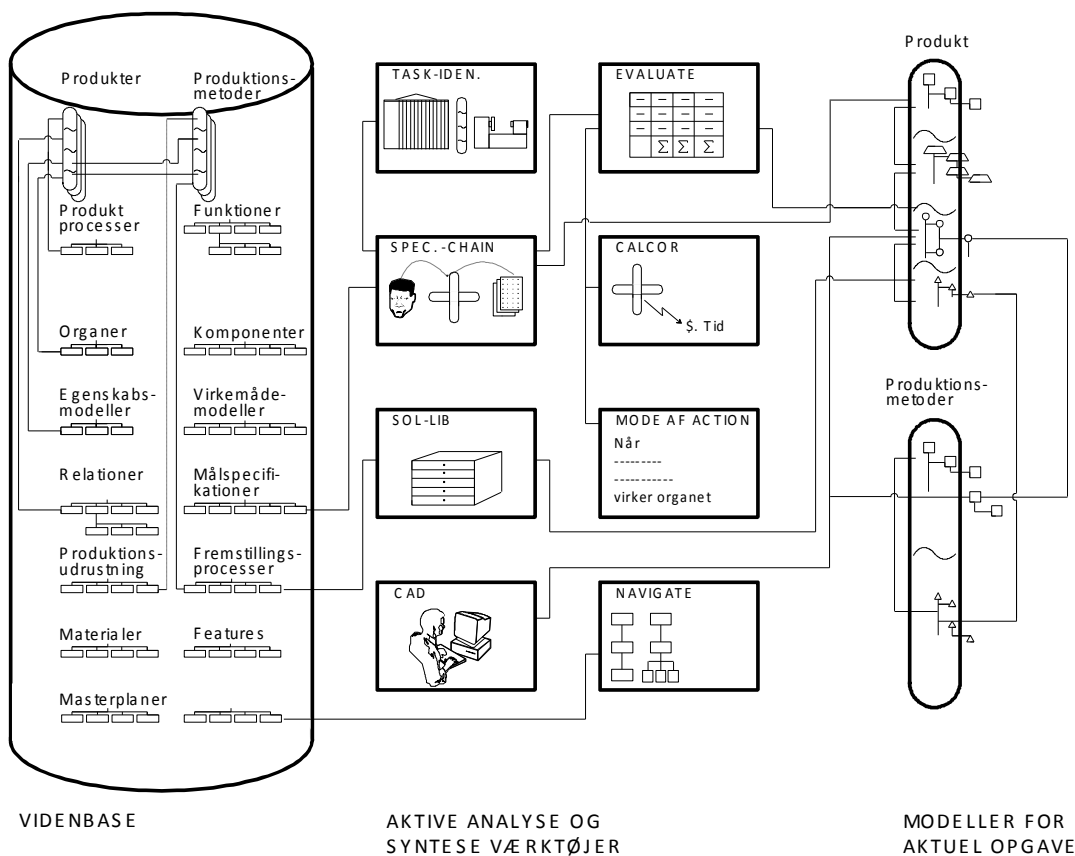 Produkter
Produktions-
metoder
Produkt
processer
Funktioner
Organer
Komponenter
Egenskabs-
modeller
Virkemåde-
modeller
Relationer
Målspecifi-
kationer
Produktions-
udrustning
Fremstillings-
processer
Materialer
Features
Masterplaner
VIDENBASE
TASK-IDEN.
EVALUATE
Σ Σ Σ
SPEC.-CHAIN
CALCOR
$. Tid
SOL-LIB
MODE AF ACTION
Når
---------
-----------
virker organet
CAD
NAVIGATE
AKTIVE ANALYSE OG
SYNTESE VÆRKTØJER
Produkt
Produktions-
metoder
MODELLER FOR
AKTUEL OPGAVE